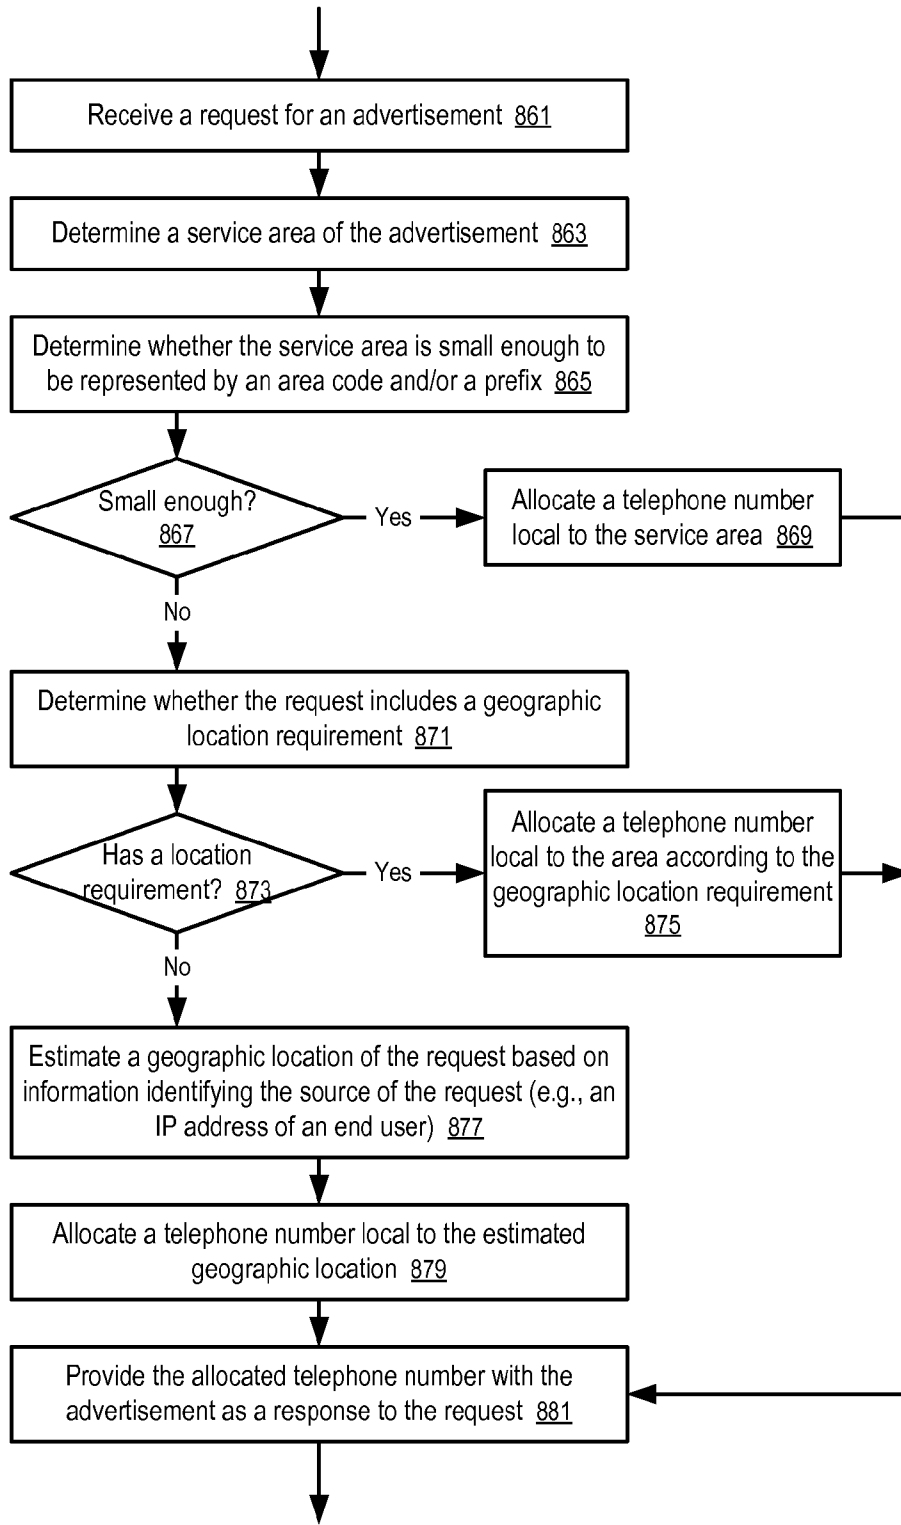 Receive a request for an advertisement 861
Determine a service area of the advertisement 863
Determine whether the service area is small enough to
be represented by an area code and/or a prefix 865
Small enough?
867
Yes
Allocate a telephone number
local to the service area 869
No
Determine whether the request includes a geographic
location requirement 871
Has a location
requirement? 873
Yes
Allocate a telephone number
local to the area according to the
geographic location requirement
875
No
Estimate a geographic location of the request based on
information identifying the source of the request (e.g., an
IP address of an end user) 877
Allocate a telephone number local to the estimated
geographic location 879
Provide the allocated telephone number with the
advertisement as a response to the request 881